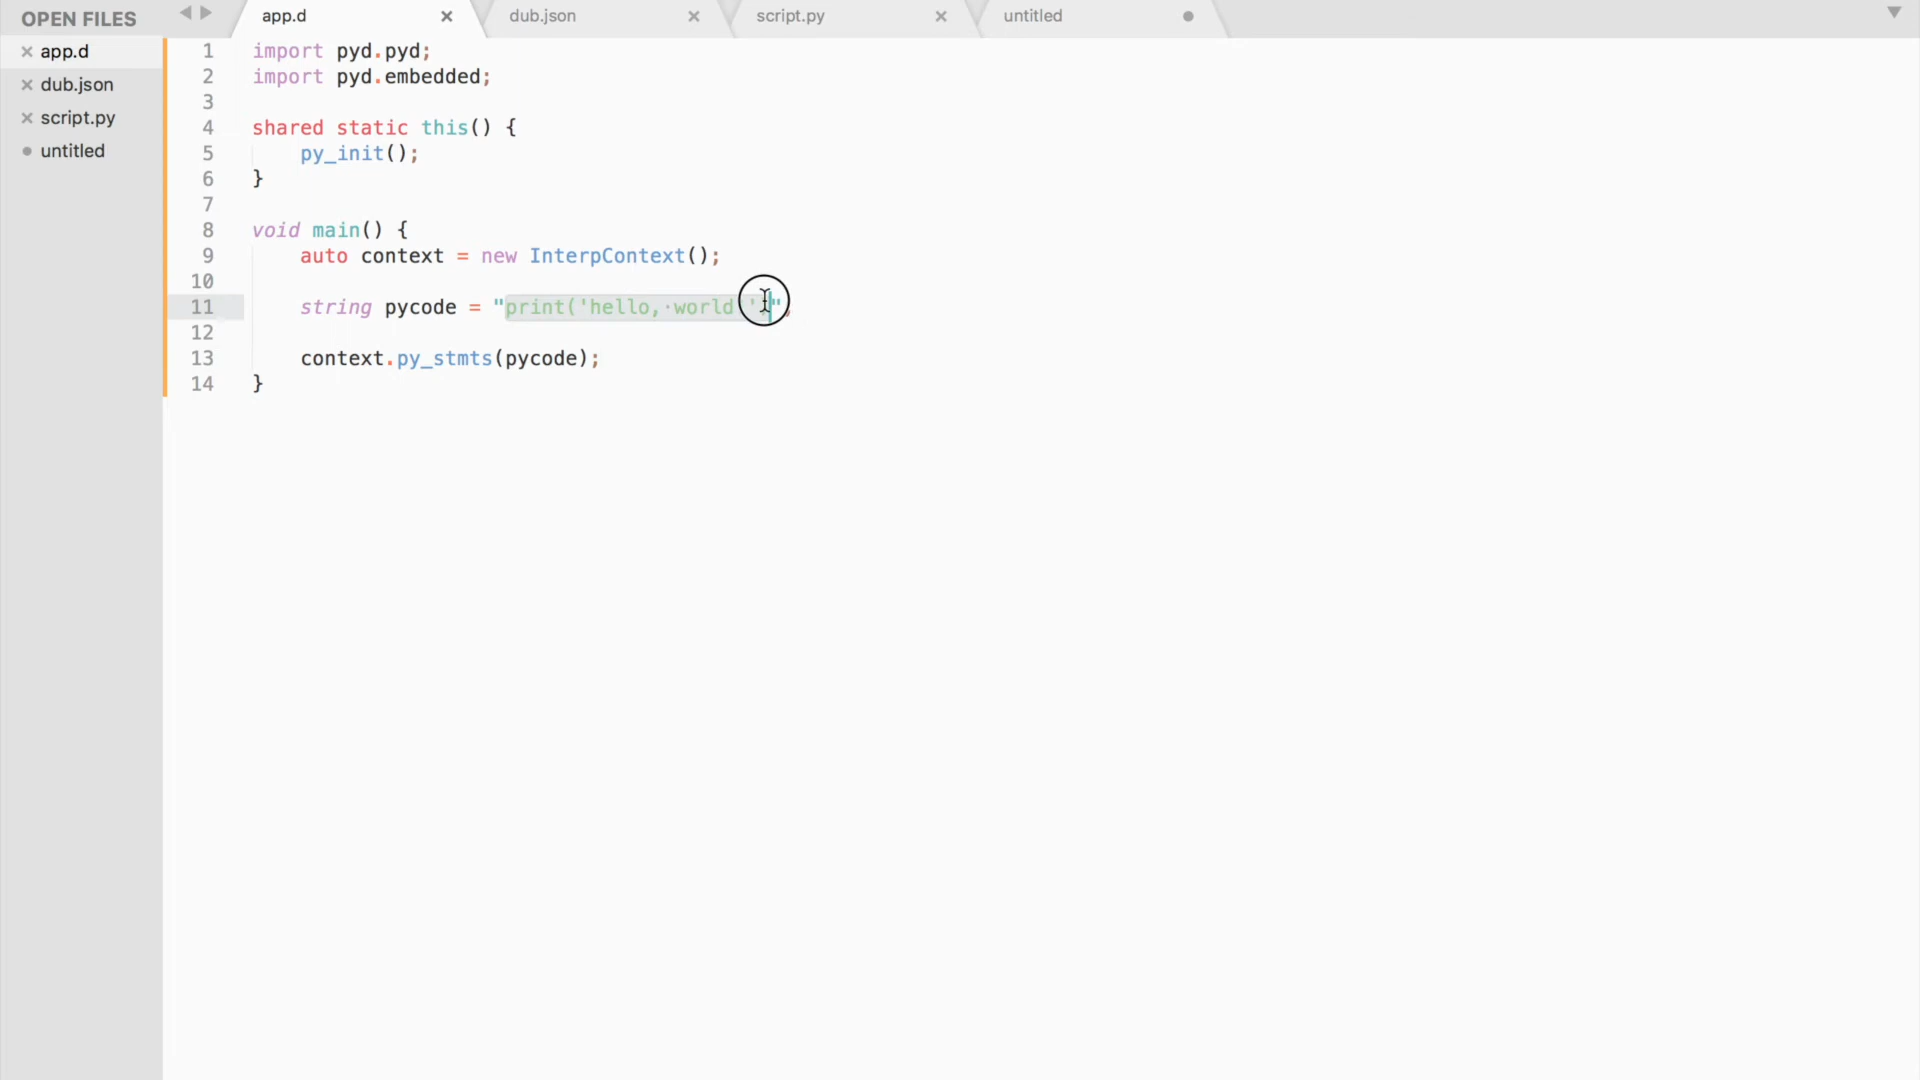 OPEN FILES
app.d
dub.json
script.py
untitled
app.d
dub.json
script.py
untitled
1 import pyd.pyd;
2 import pyd.embedded;
3
4 shared static this() {
5 py_init();
6 }
7
8 void main() {
9 auto context = new InterpContext();
10
11 string pycode = "print('hello, world')";
12
13 context.py_stmts(pycode);
14 }